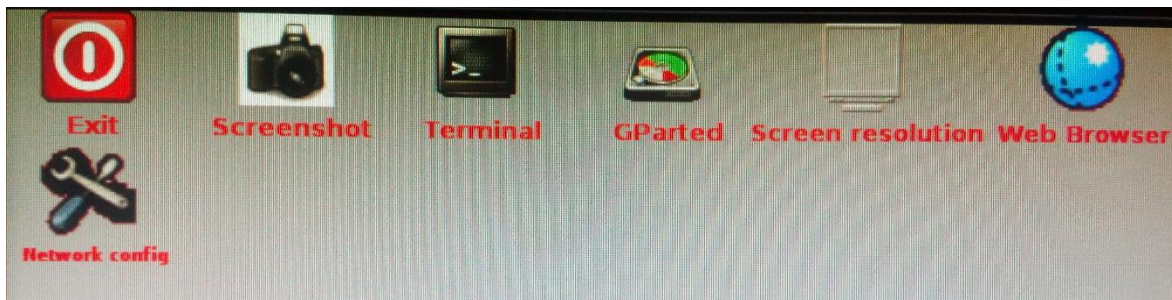 Exit
Screenshot
>_
Terminal
GParted
Screen resolution
Web Browser
Network config